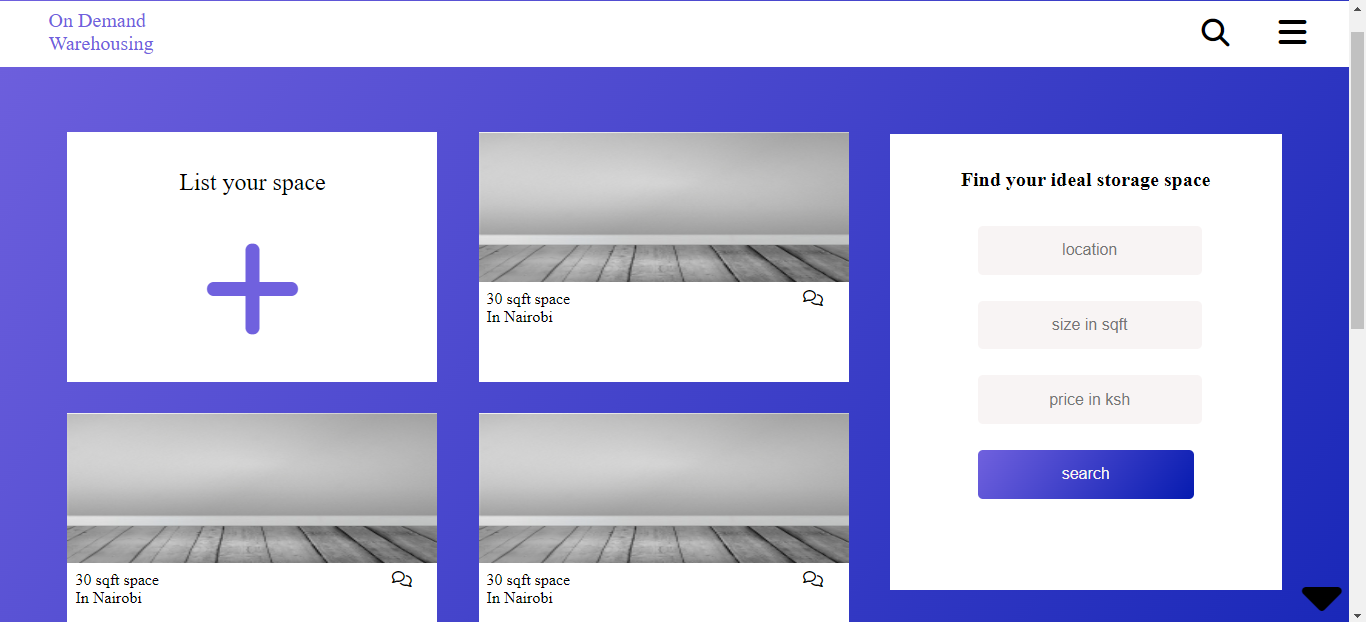 On Demand
Warehousing
List your space
30 sqft space
In Nairobi
30 sqft space
In Nairobi
30 sqft space
In Nairobi
Find your ideal storage space
location
size in sqft
price in ksh
search